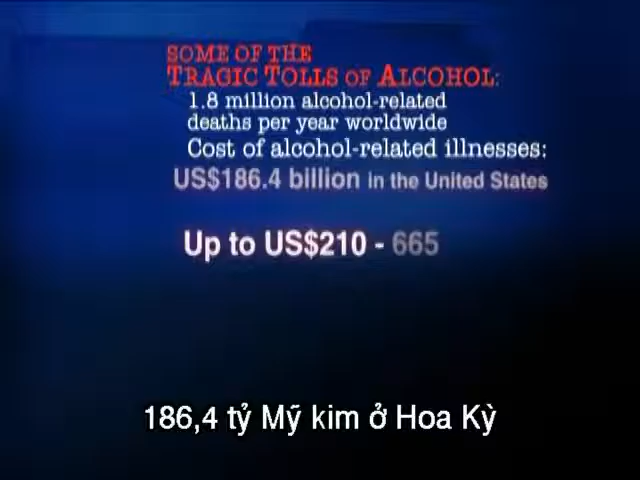 SOME OF THE
TRAGIC TOLLS OF ALCOHOL:
1.8 million alcohol-related
deaths per year worldwide
Cost of alcohol-related illnesses:
US$186.4 billion in the United States
Up to US$210 - 665
186,4 tỷ Mỹ kim ở Hoa Kỳ